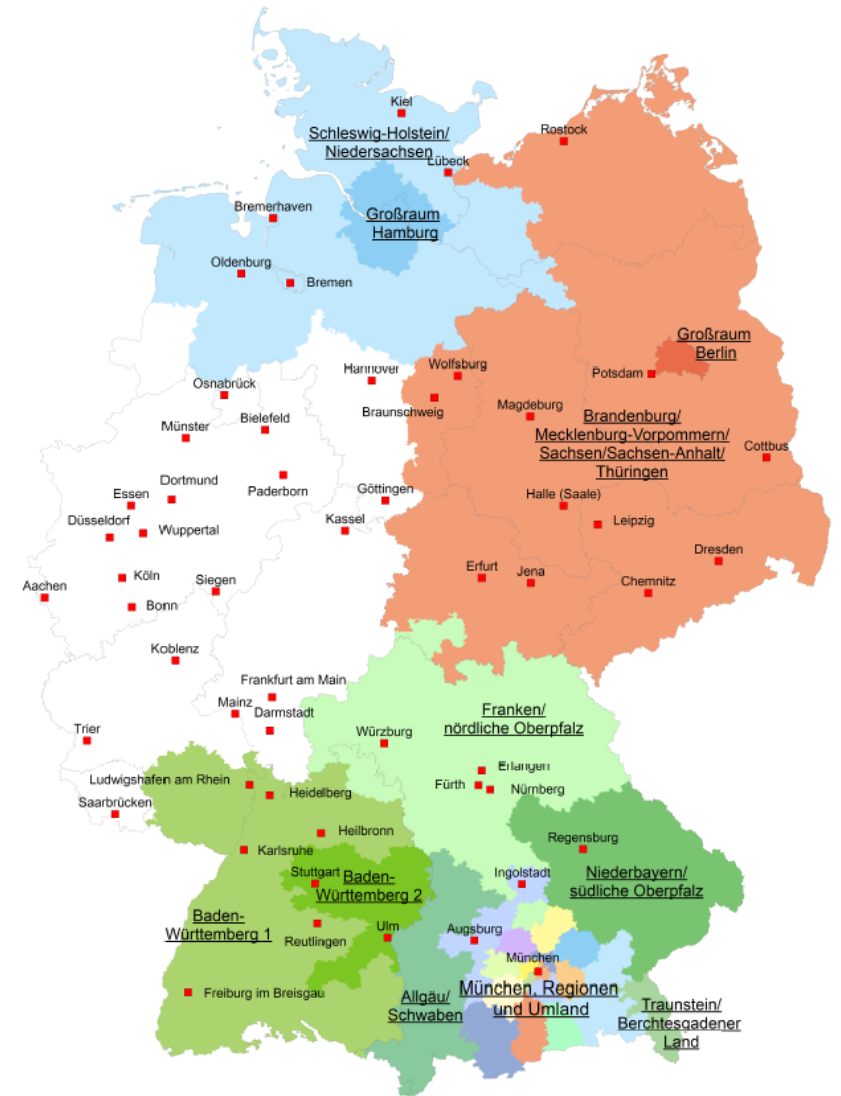 Kiel
Schleswig-Holstein/
Niedersachsen
Rostock
Lübeck
Bremerhaven
Großraum
Hamburg
Oldenburg
Bremen
Großraum
Berlin
Hannover
Wolfsburg
Potsdam
Osnabrück
Braunschweig
Magdeburg
Brandenburg/
Mecklenburg-Vorpommern/
Sachsen/Sachsen-Anhalt/
Thüringen
Münster
Bielefeld
Cottbus
Dortmund
Paderborn
Göttingen
Essen
Halle (Saale)
Düsseldorf
Wuppertal
Kassel
Leipzig
Dresden
Aachen
Köln
Siegen
Erfurt
Jena
Chemnitz
Bonn
Koblenz
Frankfurt am Main
Mainz
Darmstadt
Franken/
nördliche Oberpfalz
Trier
Würzburg
Erlangen
Ludwigshafen am Rhein
Heidelberg
Fürth
Nürnberg
Saarbrücken
Heilbronn
Regensburg
Karlsruhe
Stuttgart
Baden-
Württemberg 2
Ingolstadt
Niederbayern/
südliche Oberpfalz
Baden-
Württemberg 1
Reutlingen
Ulm
Augsburg
München
Freiburg im Breisgau
Allgäu/
Schwaben
München, Regionen
und Umland
Traunstein/
Berchtesgadener
Land